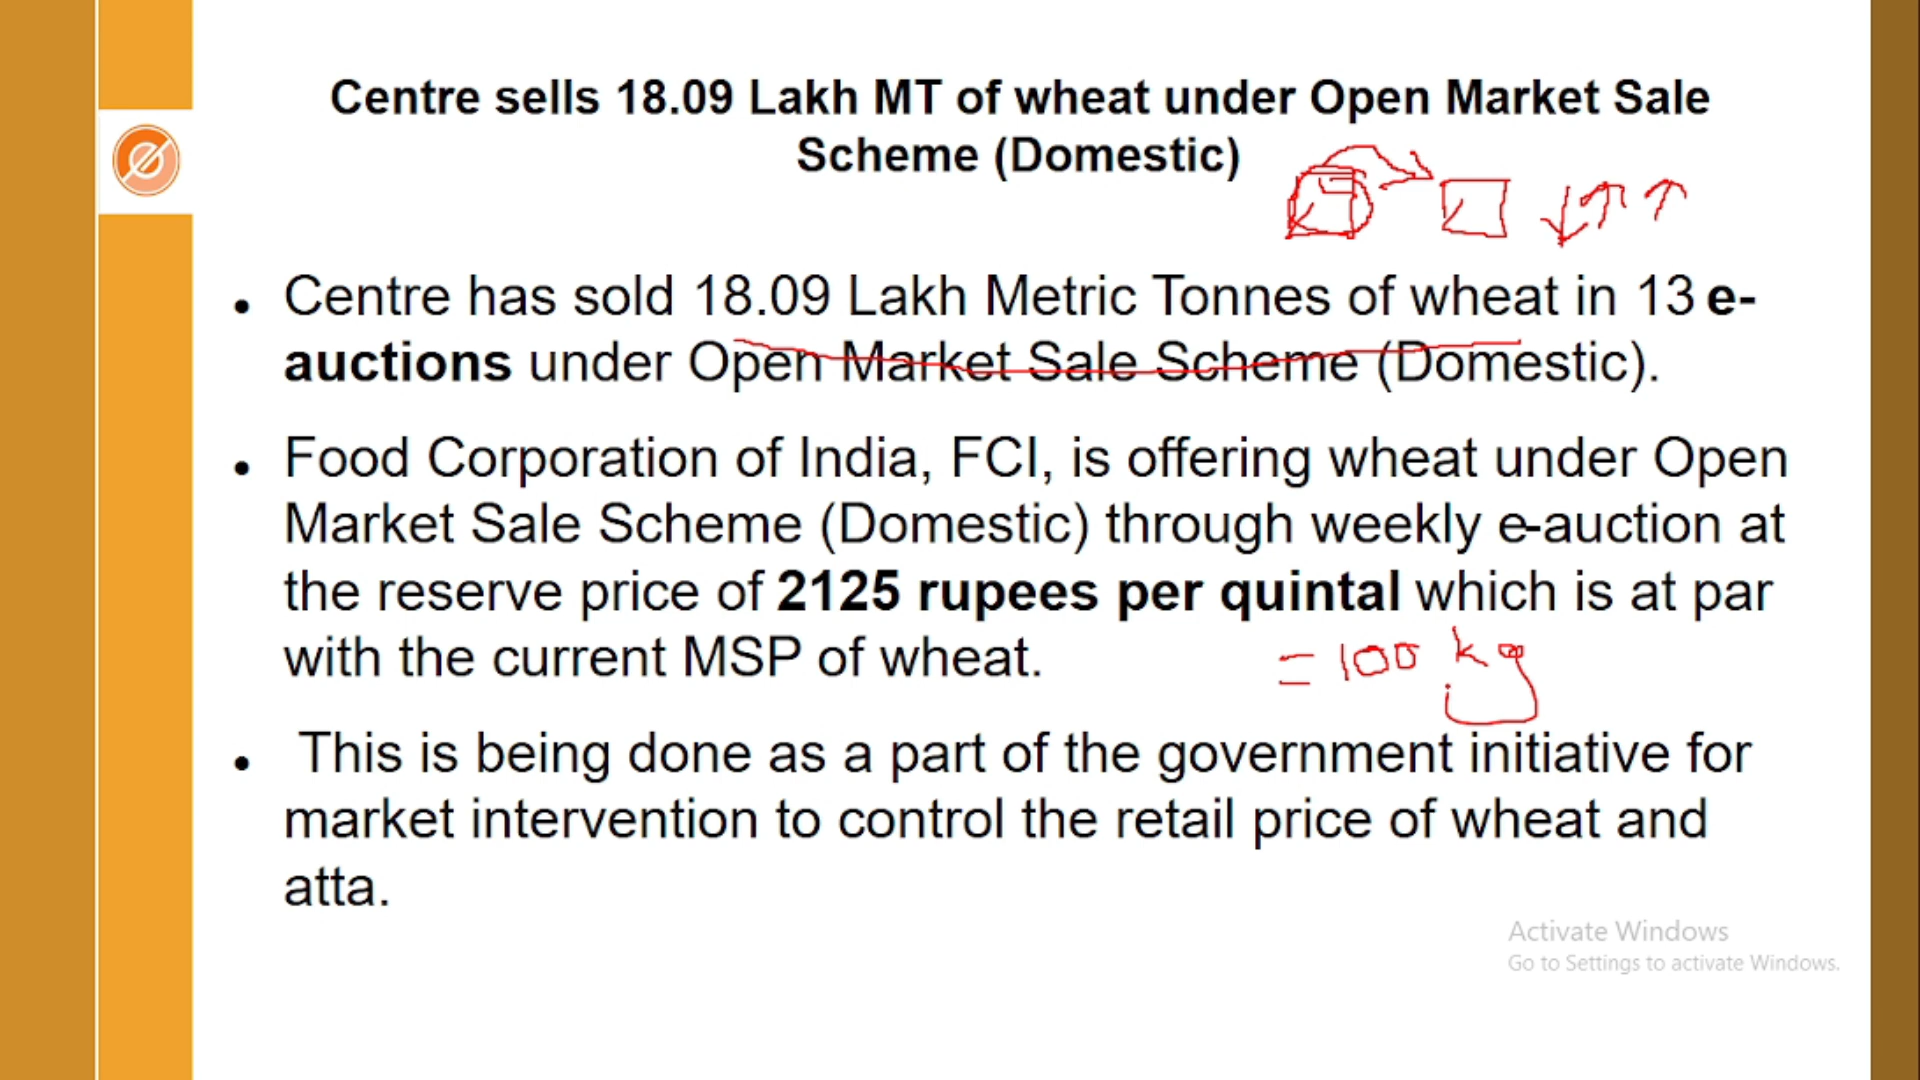 Centre sells 18.09 Lakh MT of wheat under Open Market Sale
Scheme (Domestic)
• Centre has sold 18.09 Lakh Metric Tonnes of wheat in 13 e-
auctions under Open Market Sale Scheme (Domestic).
• Food Corporation of India, FCI, is offering wheat under Open
Market Sale Scheme (Domestic) through weekly e-auction at
the reserve price of 2125 rupees per quintal which is at par
with the current MSP of wheat.
= 100 kg
• This is being done as a part of the government initiative for
market intervention to control the retail price of wheat and
atta.
Activate Windows
Go to Settings to activate Windows.